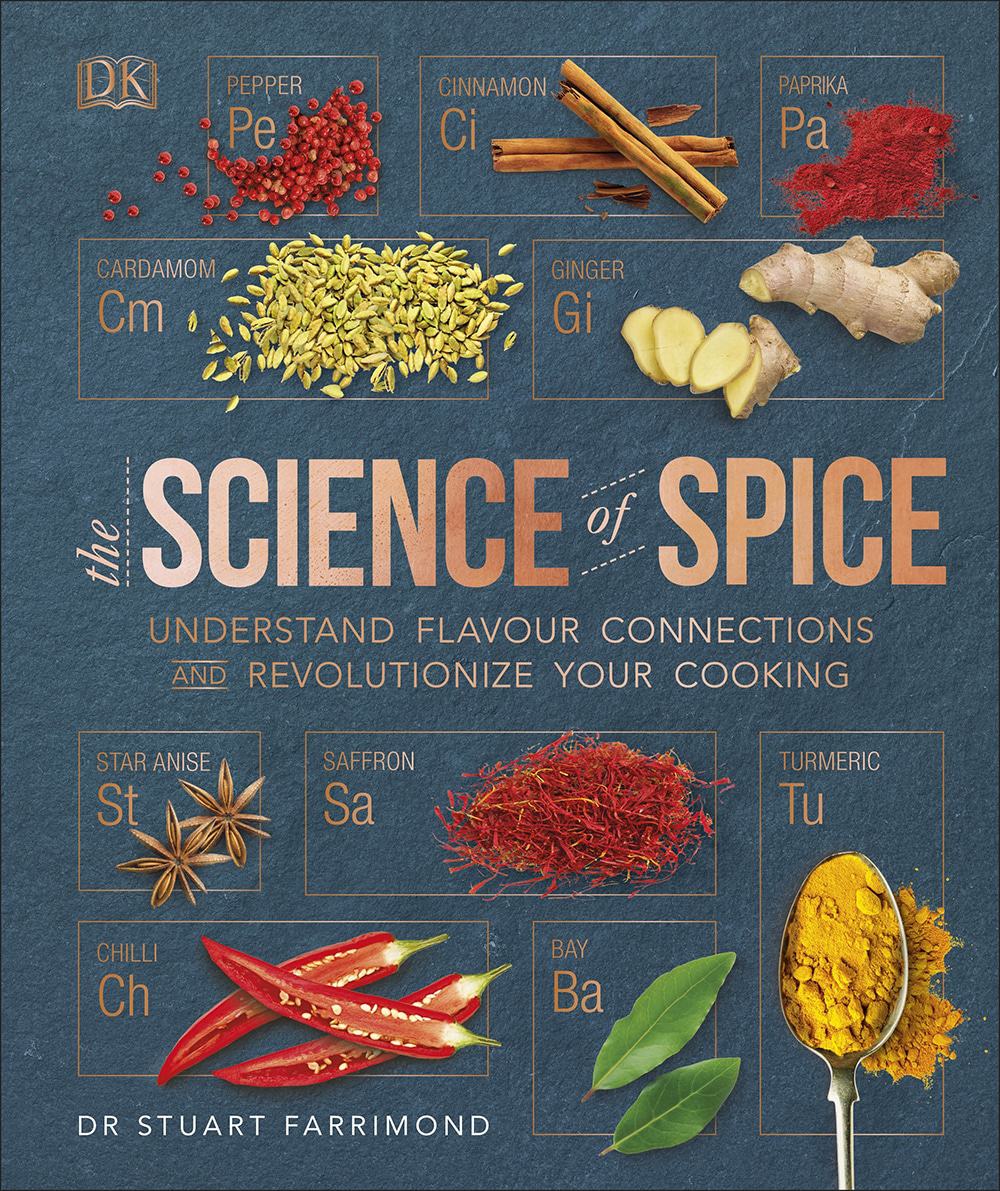 DK
PEPPER
Pe
CINNAMON
Ci
PAPRIKA
Pa
CARDAMOM
Cm
GINGER
Gi
the SCIENCE of SPICE
UNDERSTAND FLAVOUR CONNECTIONS
AND REVOLUTIONIZE YOUR COOKING
STAR ANISE
St
SAFFRON
Sa
TURMERIC
Tu
CHILLI
Ch
BAY
Ba
DR STUART FARRIMOND